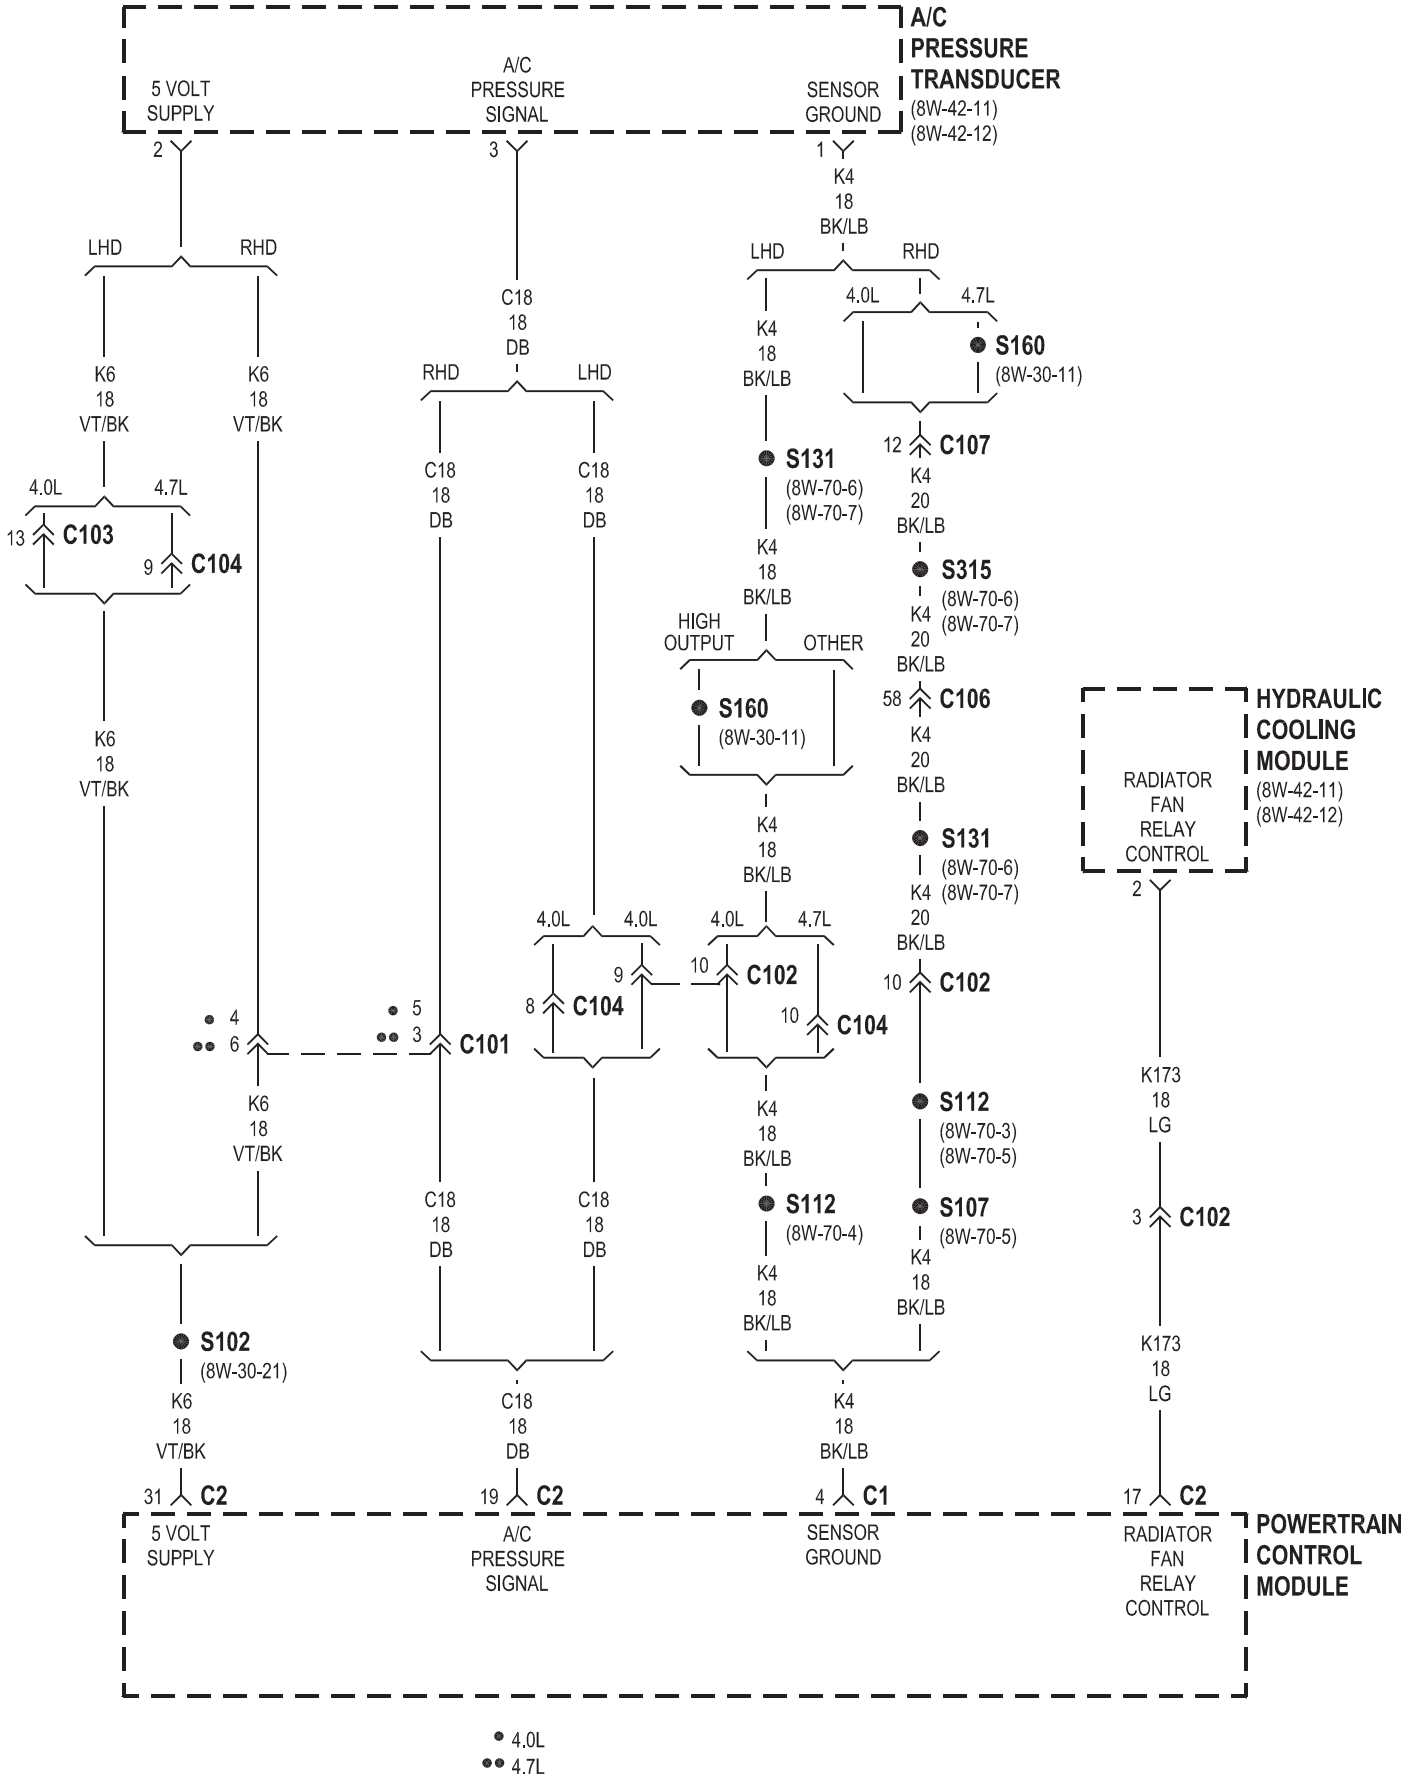 A/C
PRESSURE
TRANSDUCER
(8W-42-11)
(8W-42-12)
5 VOLT
SUPPLY
A/C
PRESSURE
SIGNAL
SENSOR
GROUND
2
3
1
K4
18
BK/LB
LHD
RHD
LHD
RHD
C18
18
DB
4.0L
4.7L
S160
(8W-30-11)
K4
18
BK/LB
K6
18
VT/BK
K6
18
VT/BK
RHD
LHD
12
C107
C18
18
DB
C18
18
DB
S131
(8W-70-6)
(8W-70-7)
K4
20
BK/LB
4.0L
4.7L
13
C103
9
C104
K4
18
BK/LB
S315
(8W-70-6)
(8W-70-7)
K4
20
BK/LB
HIGH
OUTPUT
OTHER
S160
(8W-30-11)
58
C106
K4
20
BK/LB
K6
18
VT/BK
HYDRAULIC
COOLING
MODULE
(8W-42-11)
(8W-42-12)
RADIATOR
FAN
RELAY
CONTROL
2
K4
18
BK/LB
S131
(8W-70-6)
(8W-70-7)
K4
20
BK/LB
4.0L
4.0L
4.0L
4.7L
9
10
C102
8
C104
10
C104
10
C102
4
6
5
3
C101
K6
18
VT/BK
K4
18
BK/LB
S112
(8W-70-3)
(8W-70-5)
K173
18
LG
C18
18
DB
C18
18
DB
S112
(8W-70-4)
S107
(8W-70-5)
3
C102
K4
18
BK/LB
K4
18
BK/LB
S102
(8W-30-21)
K6
18
VT/BK
C18
18
DB
K4
18
BK/LB
K173
18
LG
31
C2
19
C2
4
C1
17
C2
5 VOLT
SUPPLY
A/C
PRESSURE
SIGNAL
SENSOR
GROUND
RADIATOR
FAN
RELAY
CONTROL
POWERTRAIN
CONTROL
MODULE
4.0L
4.7L